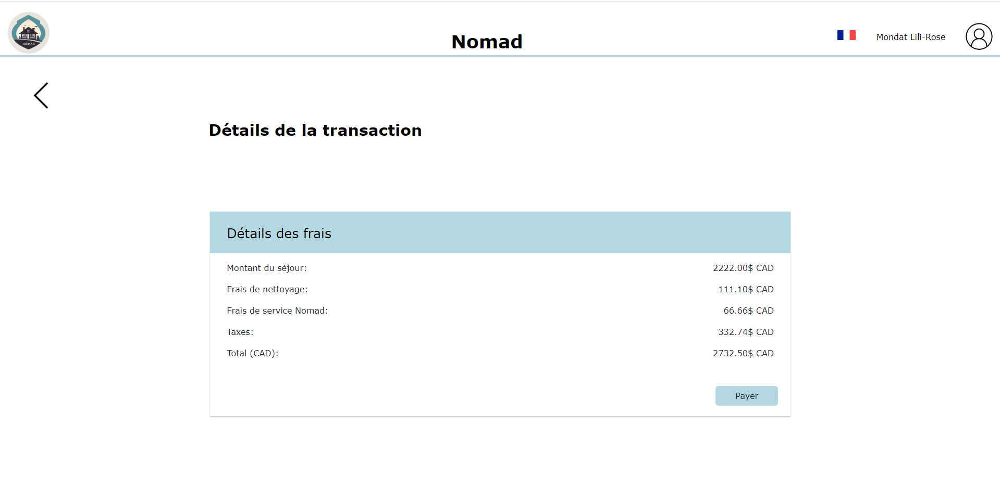 NOMAD
Nomad
Mondat Lili-Rose
Détails de la transaction
Détails des frais
Montant du séjour: 2222.00$ CAD
Frais de nettoyage: 111.10$ CAD
Frais de service Nomad: 66.66$ CAD
Taxes: 332.74$ CAD
Total (CAD): 2732.50$ CAD
Payer